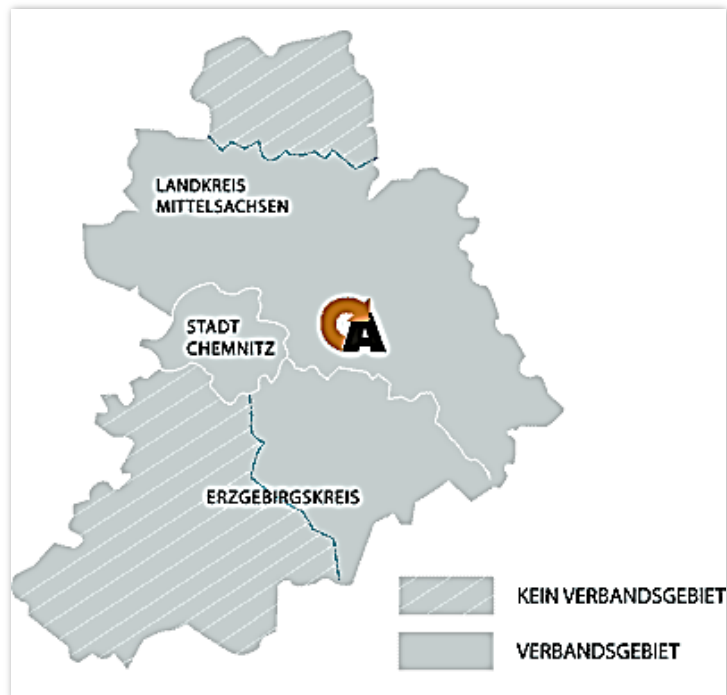 LANDKREIS
MITTELSACHSEN
STADT
CHEMNITZ
A
ERZGEBIRGSKREIS
KEIN VERBANDSGEBIET
VERBANDSGEBIET